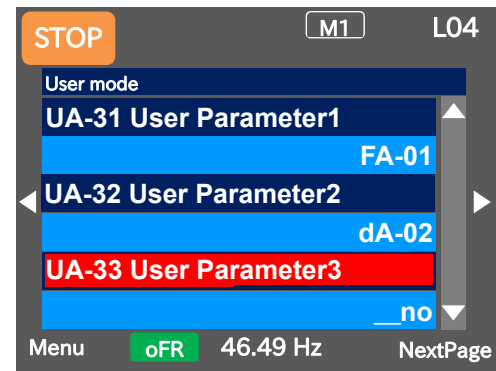 STOP M1 L04
User mode
UA-31 User Parameter1
FA-01
UA-32 User Parameter2
dA-02
UA-33 User Parameter3
__no
Menu oFR 46.49 Hz NextPage